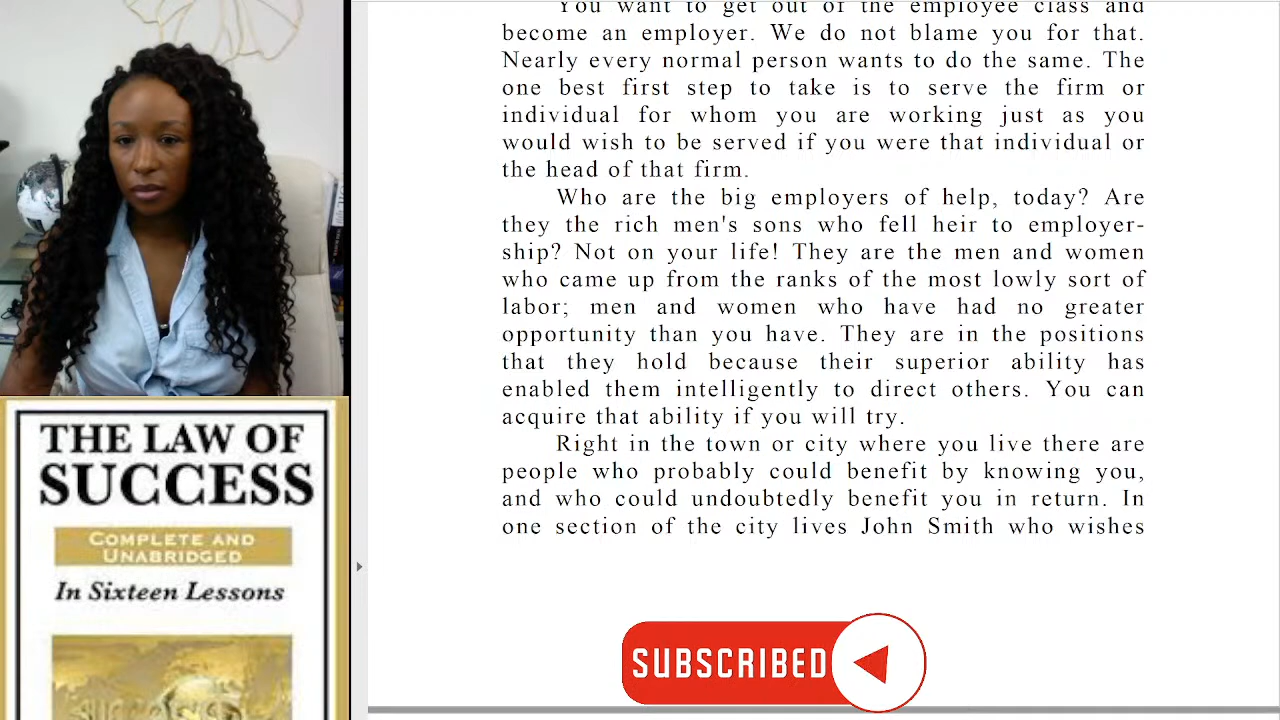 You want to get out of the employee class and
become an employer. We do not blame you for that.
Nearly every normal person wants to do the same. The
one best first step to take is to serve the firm or
individual for whom you are working just as you
would wish to be served if you were that individual or
the head of that firm.
Who are the big employers of help, today? Are
they the rich men's sons who fell heir to employer-
ship? Not on your life! They are the men and women
who came up from the ranks of the most lowly sort of
labor; men and women who have had no greater
opportunity than you have. They are in the positions
that they hold because their superior ability has
enabled them intelligently to direct others. You can
acquire that ability if you will try.
Right in the town or city where you live there are
people who probably could benefit by knowing you,
and who could undoubtedly benefit you in return. In
one section of the city lives John Smith who wishes
THE LAW OF
SUCCESS
COMPLETE AND
UNABRIDGED
In Sixteen Lessons
SUBSCRIBED